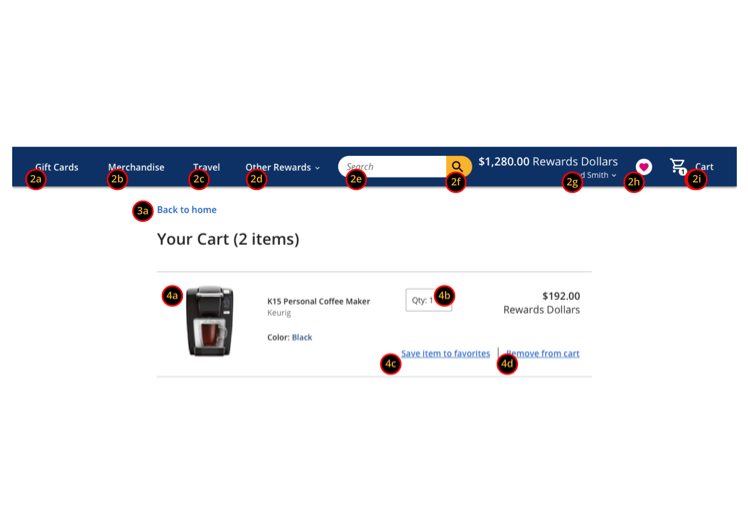 Gift Cards Merchandise Travel Other Rewards Search $1,280.00 Rewards Dollars Cart
Smith
1
2a 2b 2c 2d 2e 2f 2g 2h 2i
3a Back to home
Your Cart (2 items)
4a K15 Personal Coffee Maker Qty: 1 4b $192.00
Keurig Rewards Dollars
Color: Black
4c Save item to favorites 4d Remove from cart